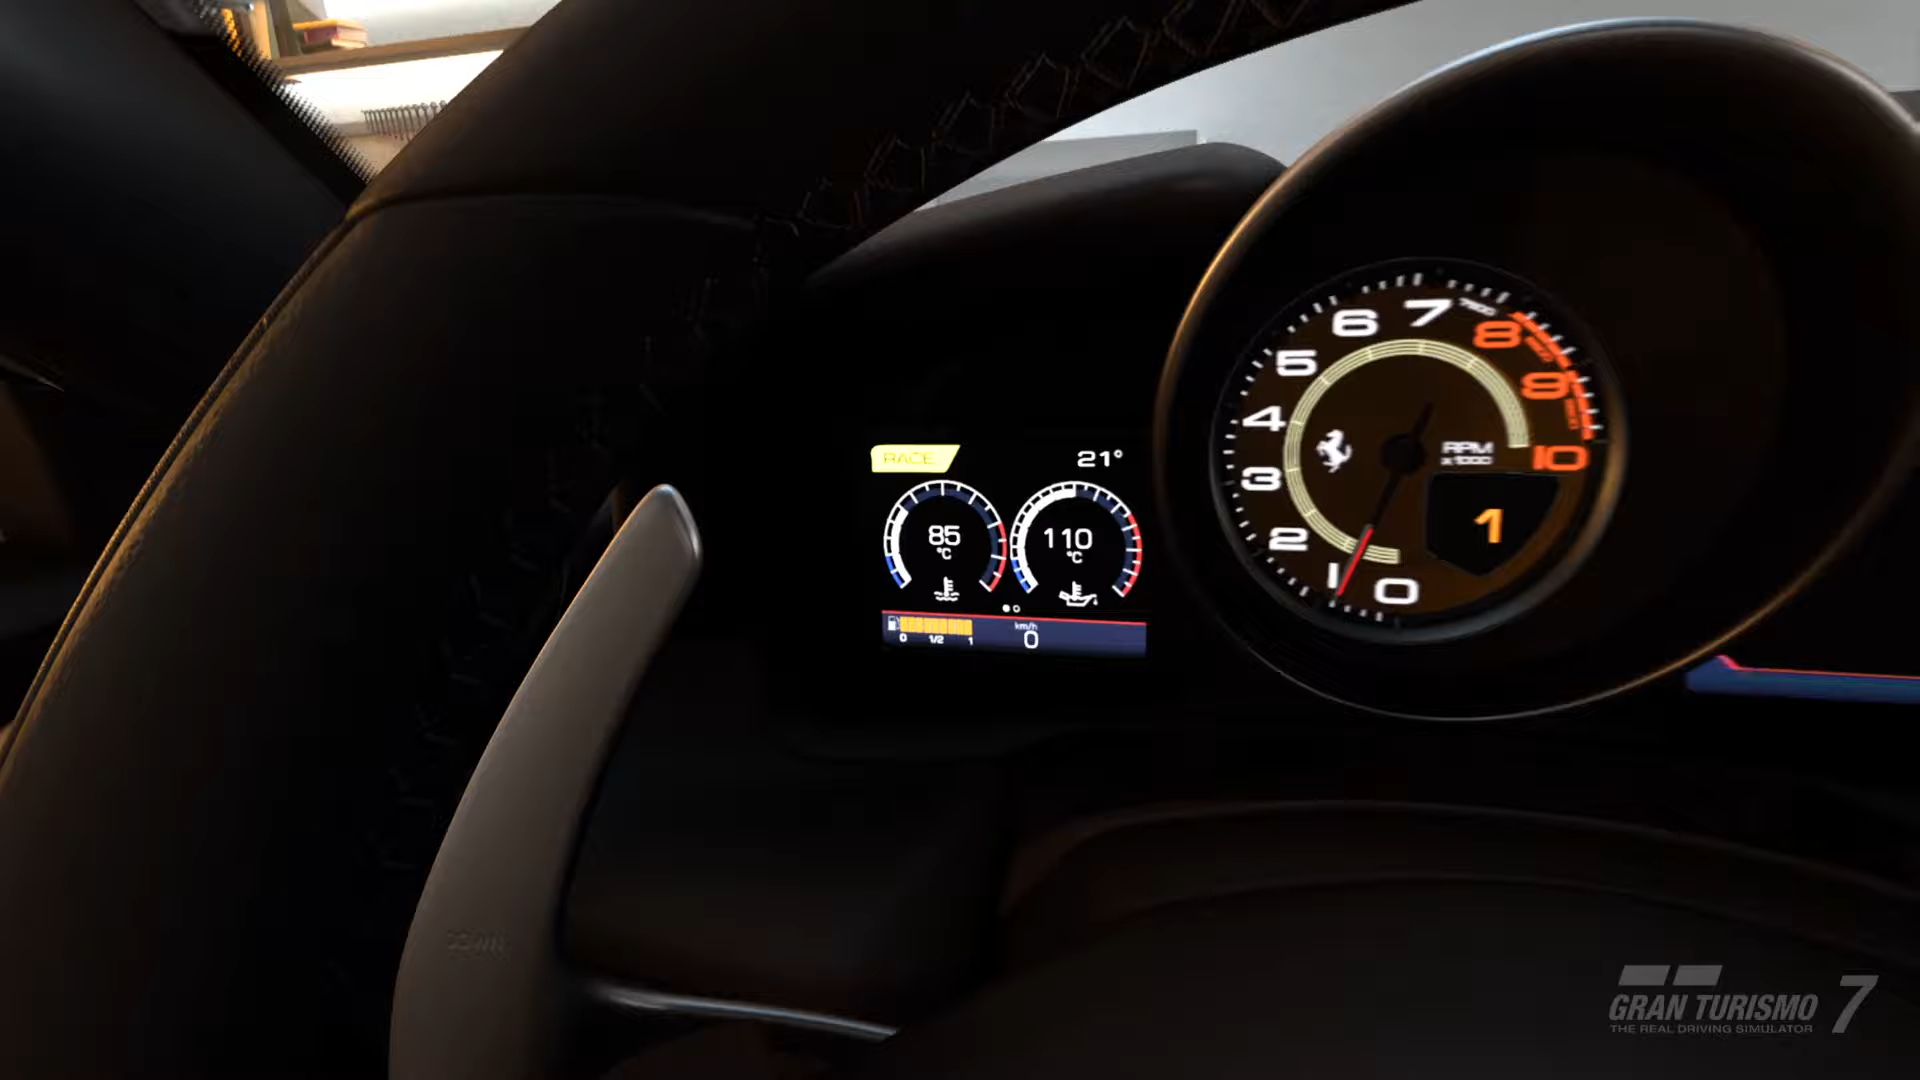 RACE
21°
85
°C
110
°C
0 1/2 1
km/h
0
0
1
2
3
4
5
6
7
8
9
10
RPM
x1000
1
GRAN TURISMO 7
THE REAL DRIVING SIMULATOR